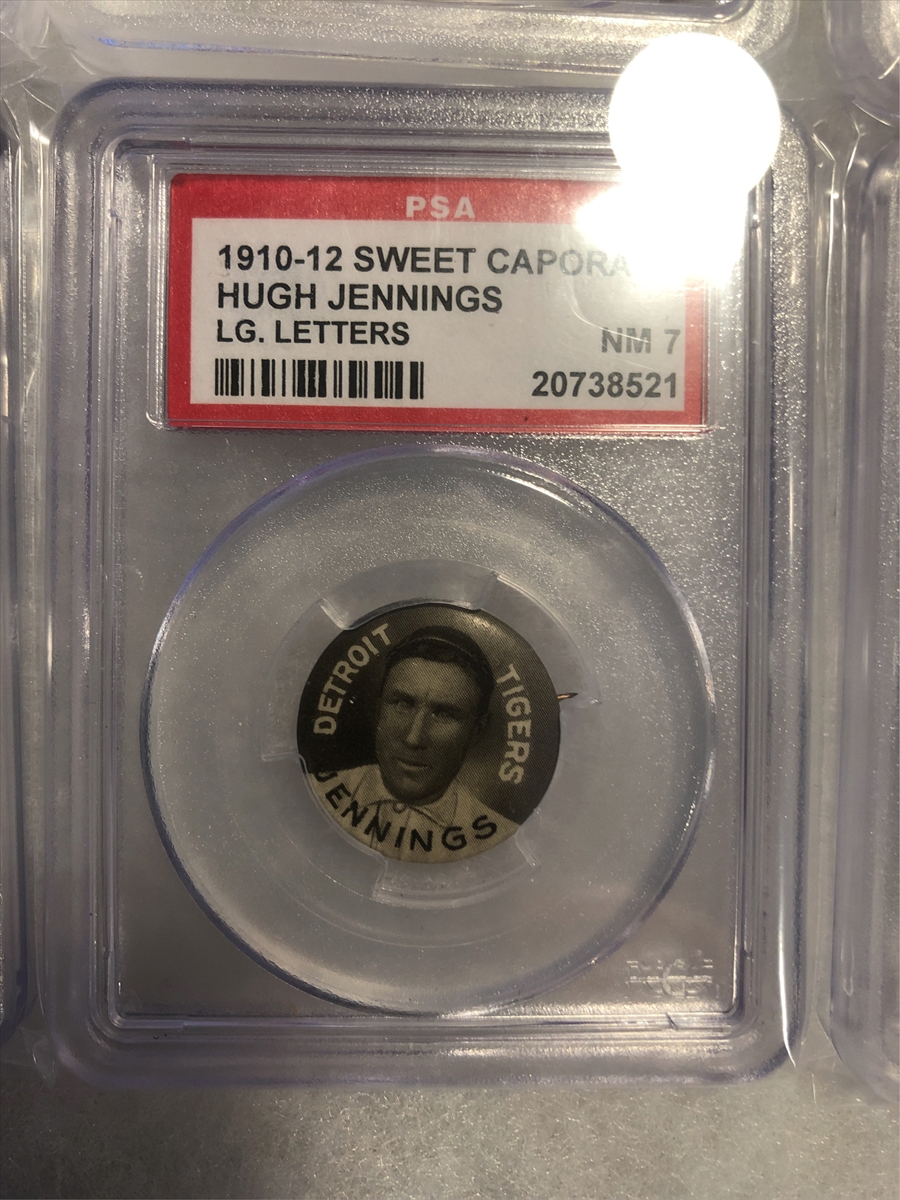 PSA
1910-12 SWEET CAPORA
HUGH JENNINGS
LG. LETTERS
NM 7
20738521
DETROIT
TIGERS
JENNINGS